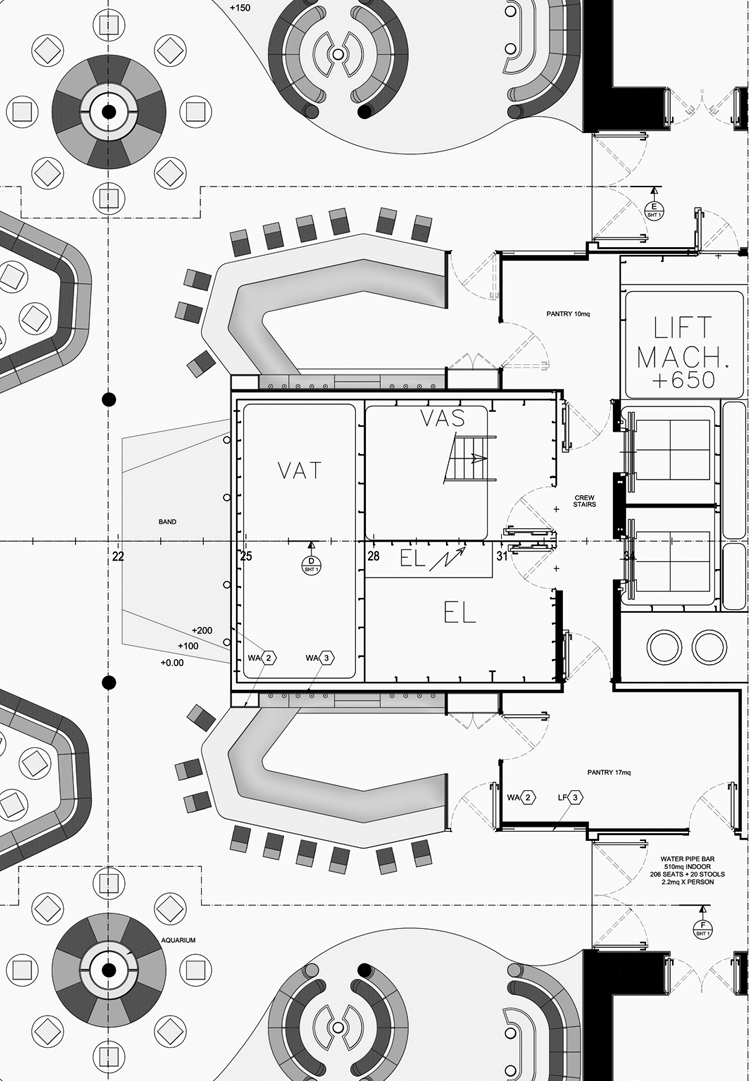 +150
E
SHT 1
PANTRY 10mq
LIFT
MACH.
+650
VAS
VAT
CREW
STAIRS
BAND
22
25
28
31
34
D
SHT 1
EL
EL
+200
+100
+0.00
WA 2
WA 3
PANTRY 17mq
WA 2
LF 3
WATER PIPE BAR
510mq INDOOR
206 SEATS + 20 STOOLS
2.2mq X PERSON
F
SHT 1
AQUARIUM